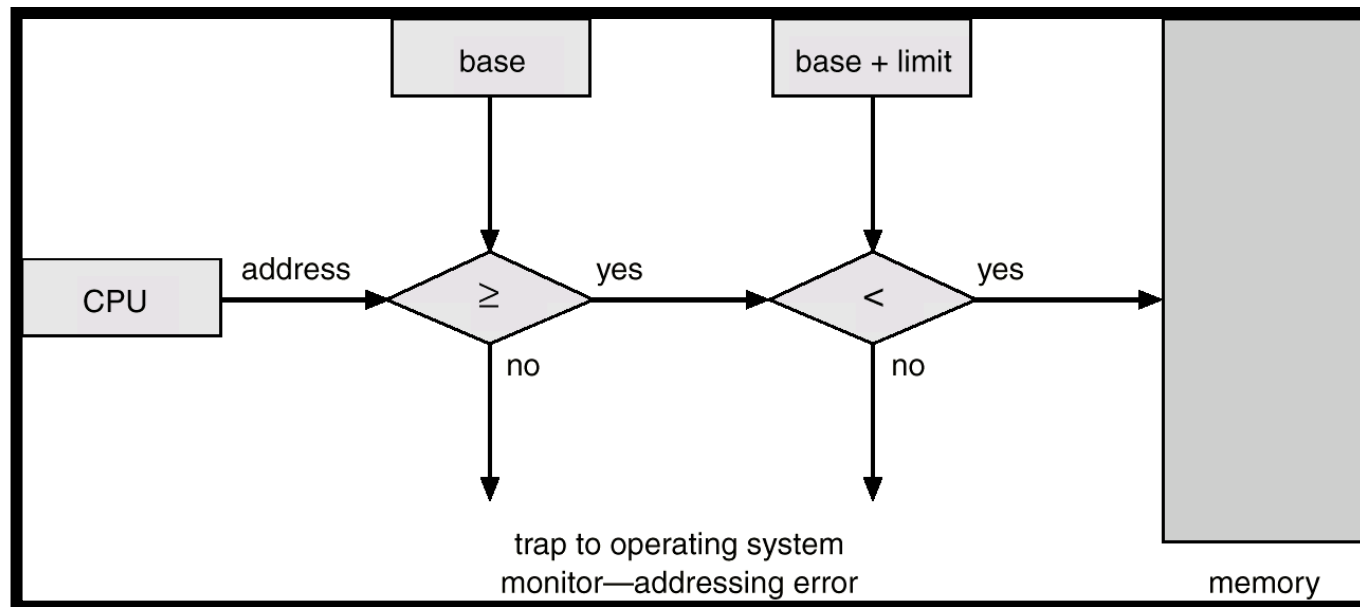 base
base + limit
address
yes
yes
CPU
≥
<
no
no
trap to operating system
monitor—addressing error
memory